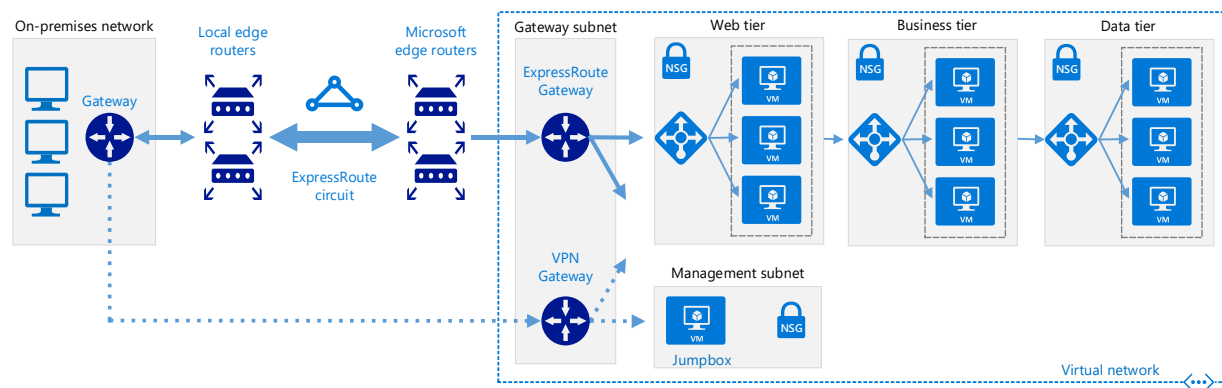 On-premises network
Gateway
Local edge
routers
ExpressRoute
circuit
Microsoft
edge routers
Gateway subnet
ExpressRoute
Gateway
VPN
Gateway
Web tier
NSG
VM
VM
VM
Business tier
NSG
VM
VM
VM
Data tier
NSG
VM
VM
VM
Management subnet
VM
Jumpbox
NSG
Virtual network